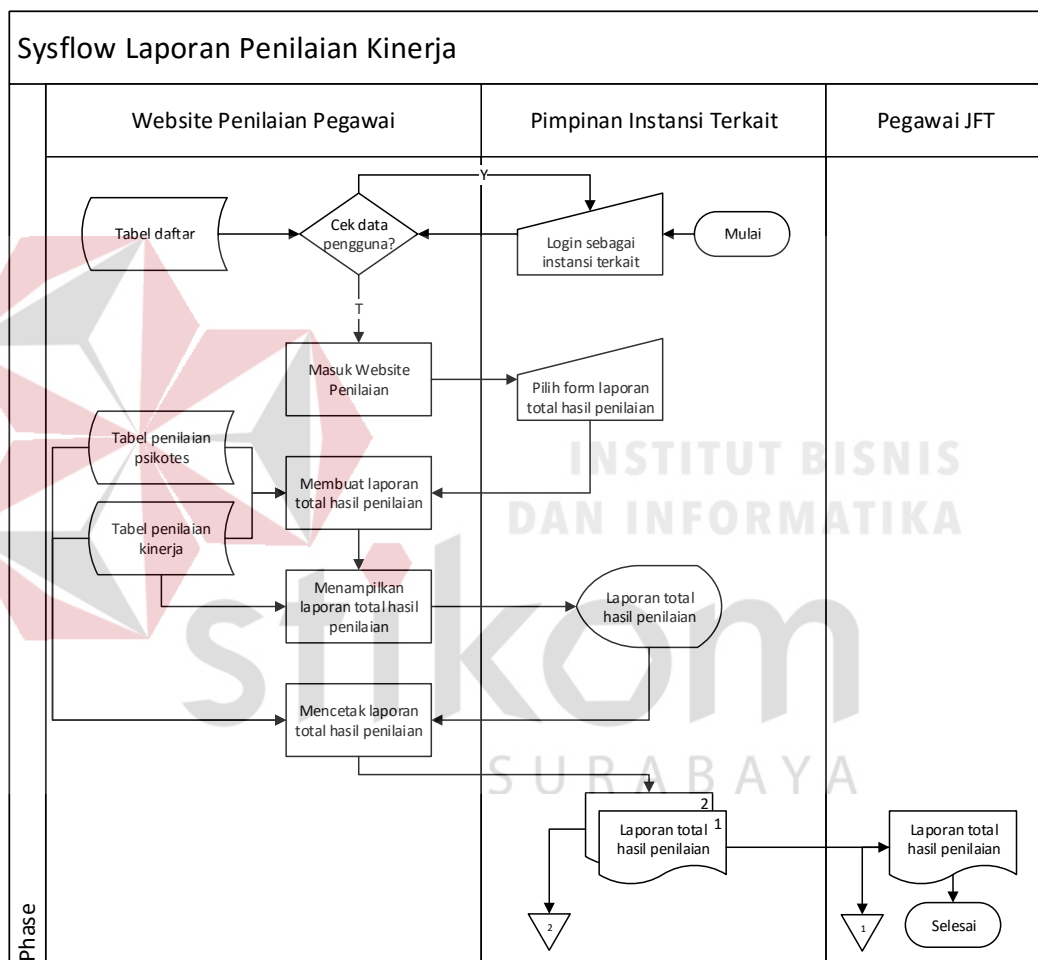 Sysflow Laporan Penilaian Kinerja
Website Penilaian Pegawai
Pimpinan Instansi Terkait
Pegawai JFT
Phase
Y
Tabel daftar
Cek data
pengguna?
Login sebagai
instansi terkait
Mulai
T
Masuk Website
Penilaian
Pilih form laporan
total hasil penilaian
Tabel penilaian
psikotes
Membuat laporan
total hasil penilaian
Tabel penilaian
kinerja
Menampilkan
laporan total hasil
penilaian
Laporan total
hasil penilaian
Mencetak laporan
total hasil penilaian
2
1
Laporan total
hasil penilaian
Laporan total
hasil penilaian
2
1
Selesai
INSTITUT BISNIS
DAN INFORMATIKA
stikom
SURABAYA